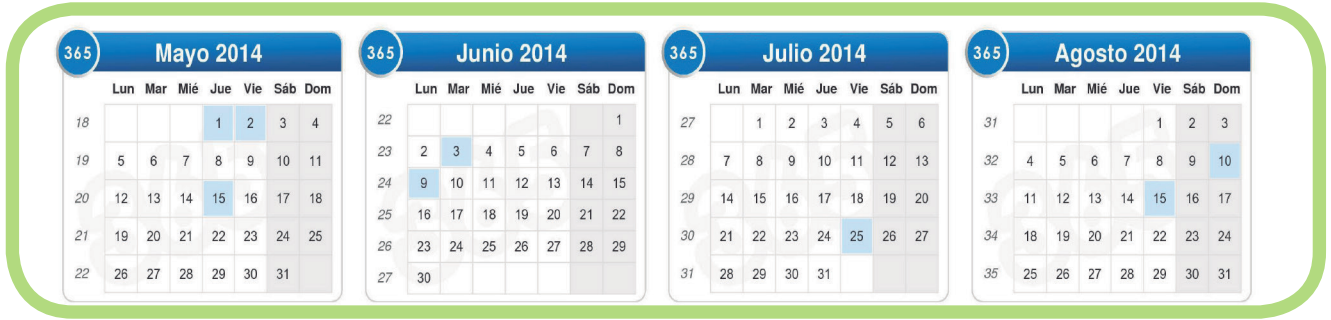 365 Mayo 2014
Lun Mar Mié Jue Vie Sáb Dom
18 1 2 3 4
19 5 6 7 8 9 10 11
20 12 13 14 15 16 17 18
21 19 20 21 22 23 24 25
22 26 27 28 29 30 31
365 Junio 2014
Lun Mar Mié Jue Vie Sáb Dom
22 1
23 2 3 4 5 6 7 8
24 9 10 11 12 13 14 15
25 16 17 18 19 20 21 22
26 23 24 25 26 27 28 29
27 30
365 Julio 2014
Lun Mar Mié Jue Vie Sáb Dom
27 1 2 3 4 5 6
28 7 8 9 10 11 12 13
29 14 15 16 17 18 19 20
30 21 22 23 24 25 26 27
31 28 29 30 31
365 Agosto 2014
Lun Mar Mié Jue Vie Sáb Dom
31 1 2 3
32 4 5 6 7 8 9 10
33 11 12 13 14 15 16 17
34 18 19 20 21 22 23 24
35 25 26 27 28 29 30 31